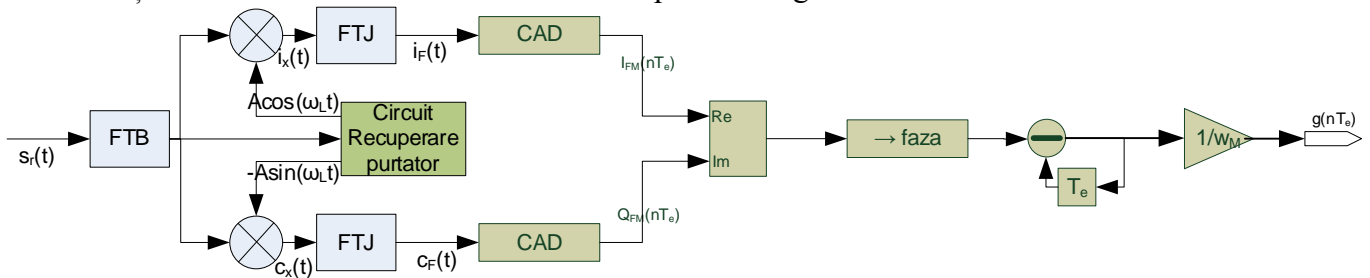 FTJ
CAD
i_x(t)
i_F(t)
I_FM(nT_e)
Acos(ω_Lt)
Circuit
Recuperare
purtator
FTB
s_r(t)
-Asin(ω_Lt)
Re
Im
→ faza
T_e
1/w_M
g(nT_e)
Q_FM(nT_e)
FTJ
CAD
c_x(t)
c_F(t)